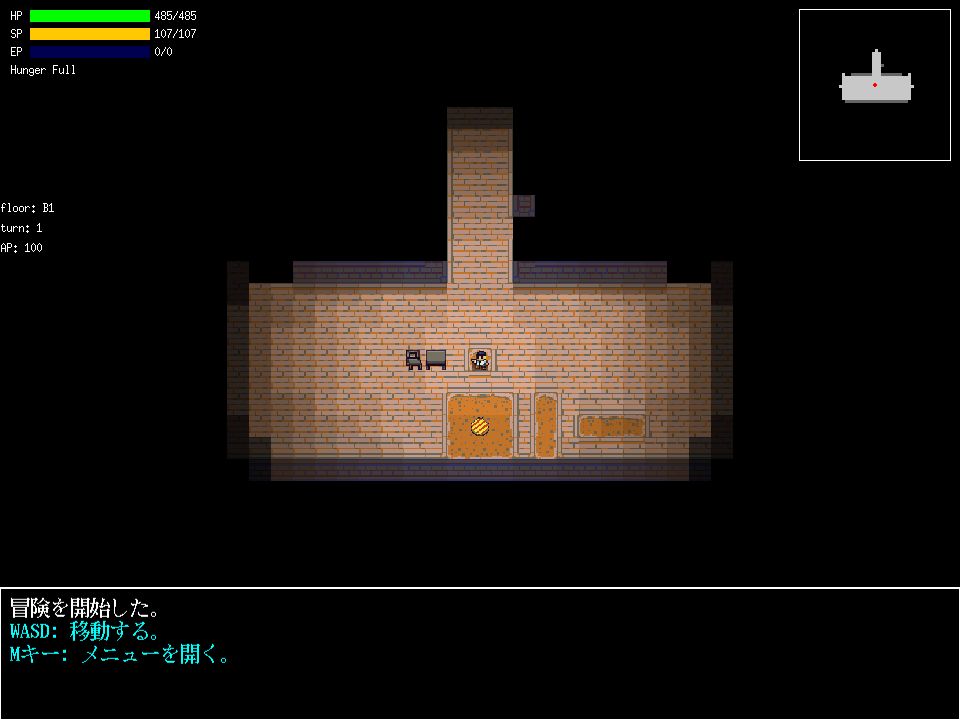 HP 485/485
SP 107/107
EP 0/0
Hunger Full
floor: B1
turn: 1
AP: 100
冒険を開始した。
WASD: 移動する。
Mキー: メニューを開く。